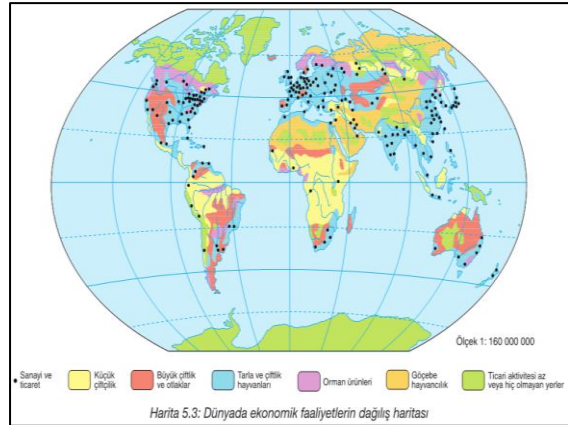 Ölçek 1: 160 000 000
Sanayi ve
ticaret
Küçük
çiftçilik
Büyük çiftlik
ve otlaklar
Tarla ve çiftlik
hayvanları
Orman ürünleri
Göçebe
hayvancılık
Ticari aktivitesi az
veya hiç olmayan yerler
Harita 5.3: Dünyada ekonomik faaliyetlerin dağılış haritası